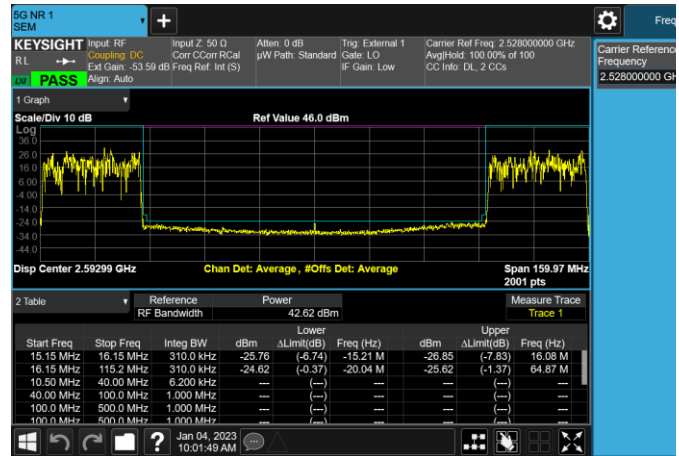 5G NR 1
SEM
Freq
KEYSIGHT Input: RF Input Z: 50 Ω Atten: 0 dB Trig: External 1 Carrier Ref Freq: 2.528000000 GHz
RL Coupling: DC Corr CCorr RCal µW Path: Standard Gate: LO Avg|Hold: 100.00% of 100
Ext Gain: -53.59 dB Freq Ref: Int (S) IF Gain: Low CC Info: DL, 2 CCs
LXI PASS Align: Auto
Carrier Reference
Frequency
2.528000000 GH
1 Graph
Scale/Div 10 dB Ref Value 46.0 dBm
Log
36.0
26.0
16.0
6.00
-4.00
-14.0
-24.0
-34.0
-44.0
Disp Center 2.59299 GHz Chan Det: Average, #Offs Det: Average Span 159.97 MHz
2001 pts
2 Table Reference Power Measure Trace
RF Bandwidth 42.62 dBm Trace 1
Lower Upper
Start Freq Stop Freq Integ BW dBm ΔLimit(dB) Freq (Hz) dBm ΔLimit(dB) Freq (Hz)
15.15 MHz 16.15 MHz 310.0 kHz -25.76 (-6.74) -15.21 M -26.85 (-7.83) 16.08 M
16.15 MHz 115.2 MHz 310.0 kHz -24.62 (-0.37) -20.04 M -25.62 (-1.37) 64.87 M
10.50 MHz 40.00 MHz 6.200 kHz --- (---) --- --- (---) ---
40.00 MHz 100.0 MHz 1.000 MHz --- (---) --- --- (---) ---
100.0 MHz 500.0 MHz 1.000 MHz --- (---) --- --- (---) ---
100.0 MHz 500.0 MHz 1.000 MHz --- (---) --- --- (---) ---
? Jan 04, 2023
10:01:49 AM